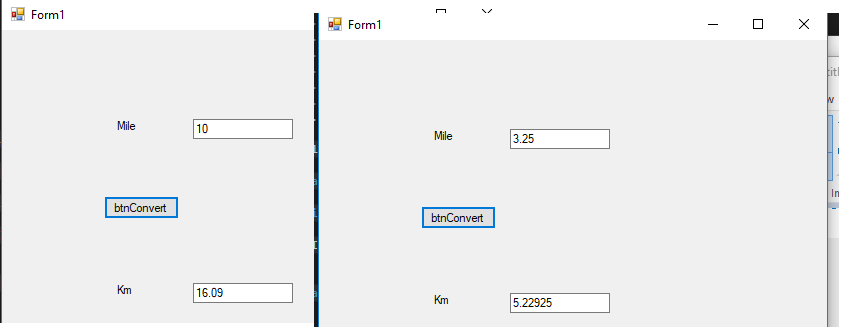 Form1
Mile 10
btnConvert
Km 16.09
Form1
Mile 3.25
btnConvert
Km 5.22925